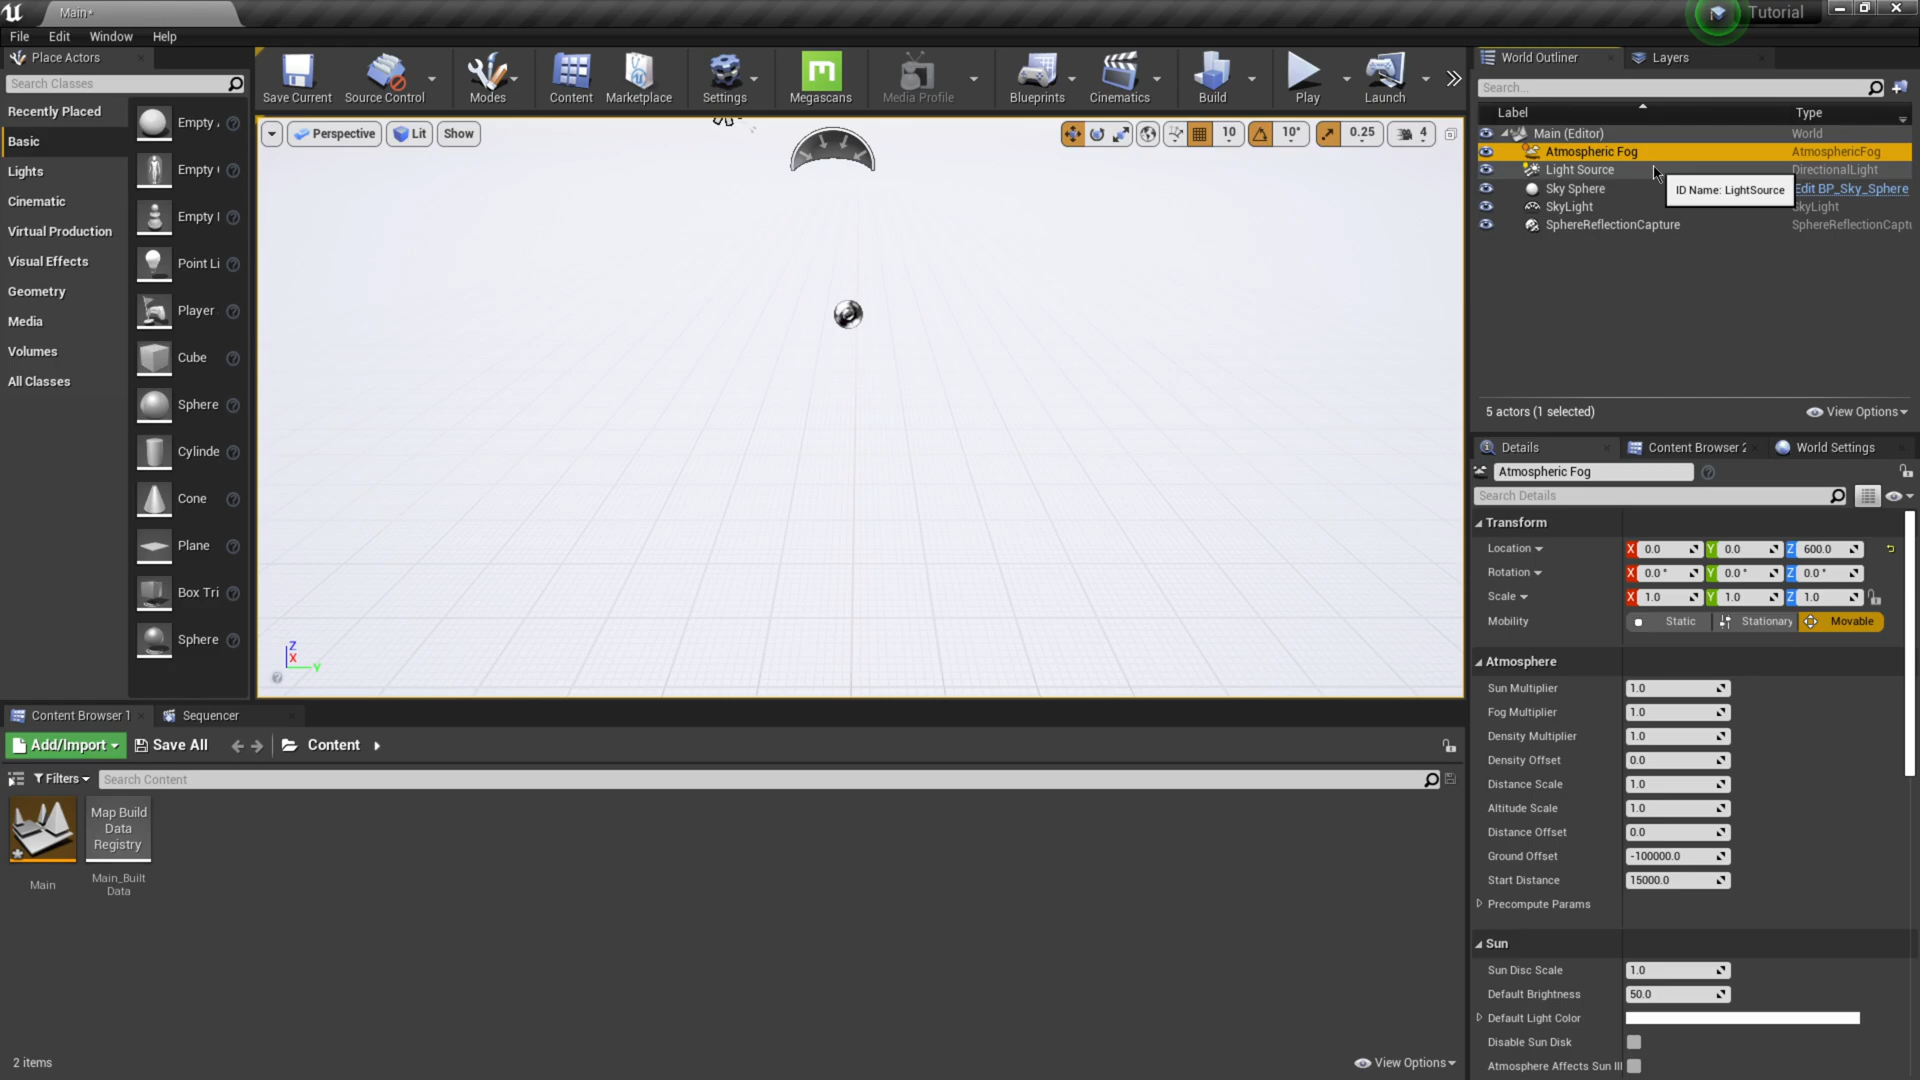 Main*
Tutorial
File Edit Window Help
Place Actors
Search Classes
Recently Placed
Basic
Lights
Cinematic
Virtual Production
Visual Effects
Geometry
Media
Volumes
All Classes
Empty
Empty
Empty
Point Li
Player
Cube
Sphere
Cylinde
Cone
Plane
Box Tri
Sphere
Save Current
Source Control
Modes
Content
Marketplace
Settings
Megascans
Media Profile
Blueprints
Cinematics
Build
Play
Launch
Perspective
Lit
Show
10
10°
0.25
4
Z
X
Y
World Outliner
Layers
Search...
Label Type
Main (Editor) World
Atmospheric Fog AtmosphericFog
Light Source DirectionalLight
ID Name: LightSource
Sky Sphere Edit BP_Sky_Sphere
SkyLight SkyLight
SphereReflectionCapture SphereReflectionCaptu
5 actors (1 selected)
View Options
Details
Content Browser 2
World Settings
Atmospheric Fog
Search Details
Transform
Location X 0.0 Y 0.0 Z 600.0
Rotation X 0.0 ° Y 0.0 ° Z 0.0 °
Scale X 1.0 Y 1.0 Z 1.0
Mobility Static Stationary Movable
Atmosphere
Sun Multiplier 1.0
Fog Multiplier 1.0
Density Multiplier 1.0
Density Offset 0.0
Distance Scale 1.0
Altitude Scale 1.0
Distance Offset 0.0
Ground Offset -100000.0
Start Distance 15000.0
Precompute Params
Sun
Sun Disc Scale 1.0
Default Brightness 50.0
Default Light Color
Disable Sun Disk
Atmosphere Affects Sun Ill
Content Browser 1
Sequencer
Add/Import
Save All
Content
Filters
Search Content
Map Build
Data
Registry
Main
Main_Built
Data
2 items
View Options